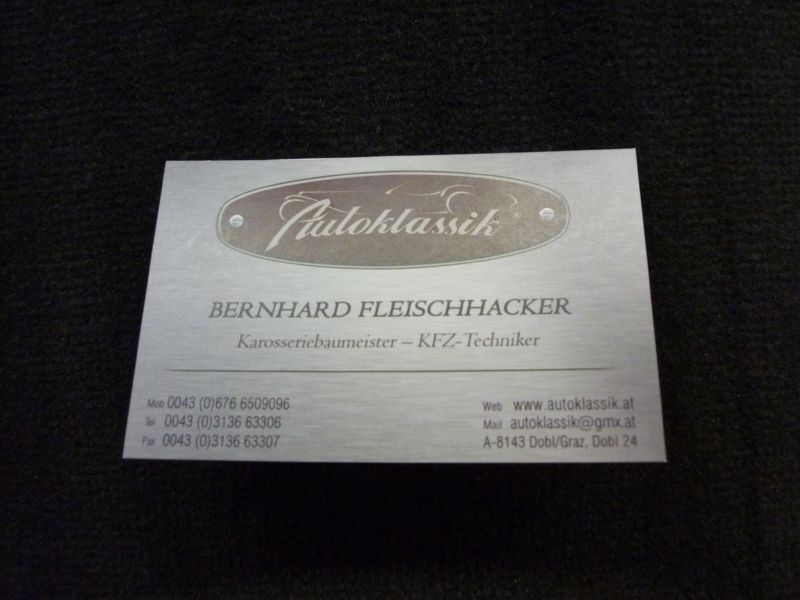 Autoklassik ®
BERNHARD FLEISCHHACKER
Karosseriebaumeister – KFZ-Techniker
Mob 0043 (0)676 6509096
Tel 0043 (0)3136 63306
Fax 0043 (0)3136 63307
Web www.autoklassik.at
Mail autoklassik@gmx.at
A-8143 Dobl/Graz, Dobl 24